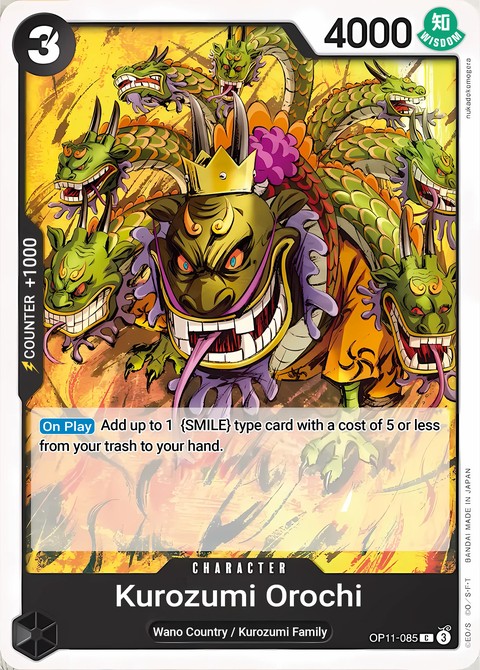 3
4000
知
WISDOM
nukadokomogera
COUNTER +1000
On Play Add up to 1 {SMILE} type card with a cost of 5 or less
from your trash to your hand.
CHARACTER
Kurozumi Orochi
Wano Country / Kurozumi Family
OP11-085 C 3
©EO/S ©O/S・F・T BANDAI MADE IN JAPAN